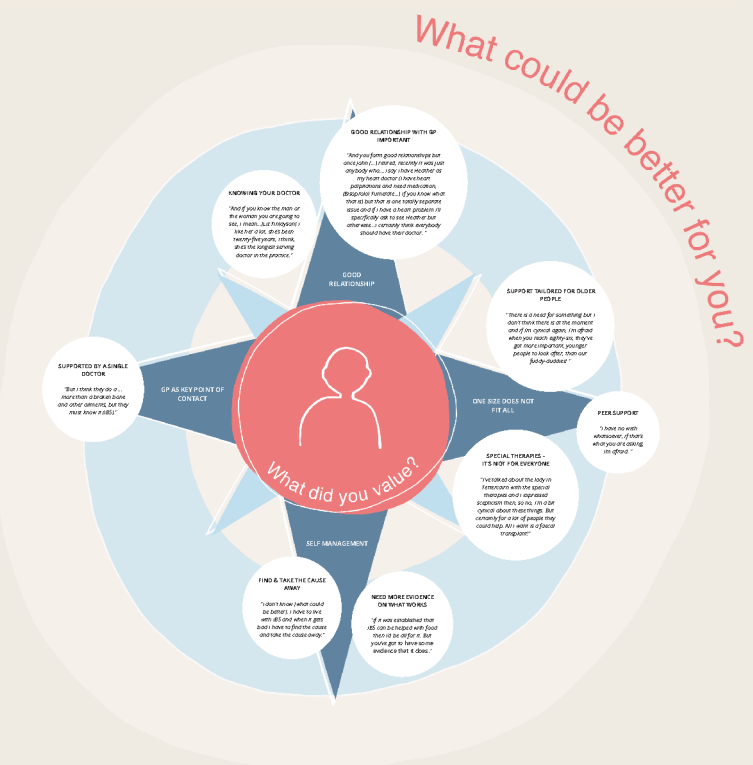 What could be better for you?
GOOD RELATIONSHIP WITH GP
IMPORTANT
"And you form good relationships but
once John (...) retired, recently it was just
anybody who... I say I have Heather as
my heart doctor (I have heart
palpitations and need medication,
(Bisoprolol Fumarate...) if you know what
that is) but that is one totally separate
issue and if I have a heart problem I'll
specifically ask to see Heather but
otherwise...I certainly think everybody
should have their doctor. "
KNOWING YOUR DOCTOR
"And if you know the man or
the woman you are going to
see, I mean...(Liz Finlayson) I
like her a lot, she's been
twenty-five years, I think,
she's the longest serving
doctor in the practice."
GOOD
RELATIONSHIP
SUPPORT TAILORED FOR OLDER
PEOPLE
"There is a need for something but I
don't think there is at the moment
and if I'm cynical again, I'm afraid
when you reach eighty-six, they've
got more important, younger
people to look after, than our
fuddy-duddies! "
SUPPORTED BY A SINGLE
DOCTOR
"But I think they do a ...
more than a broken bone
and other ailments, but they
must know it (IBS)."
GP AS KEY POINT OF
CONTACT
ONE SIZE DOES NOT
FIT ALL
PEER SUPPORT
"I have no wish
whatsoever, if that's
what you are asking,
I'm afraid. "
What did you value?
SPECIAL THERAPIES -
IT'S NOT FOR EVERYONE
"I've talked about the lady in
Tenterden with the special
therapies and I expressed
scepticism then, so no, I'm a bit
cynical about these things. But
certainly for a lot of people they
could help. All I want is a faecal
transplant!"
SELF MANAGEMENT
FIND & TAKE THE CAUSE
AWAY
"I don't know (what could
be better), I have to live
with IBS and when it gets
bad I have to find the cause
and take the cause away."
NEED MORE EVIDENCE
ON WHAT WORKS
"If it was established that
IBS can be helped with food
then I'd be all for it. But
you've got to have some
evidence that it does."